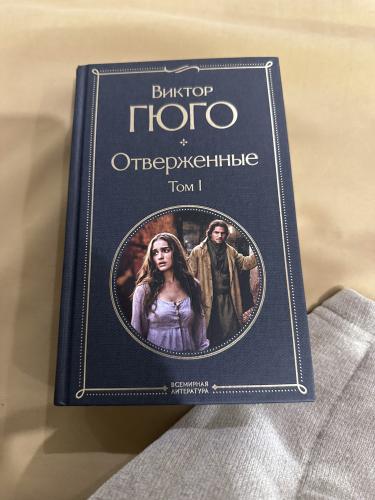 Виктор
Гюго
Отверженные
Том I
Всемирная
литература